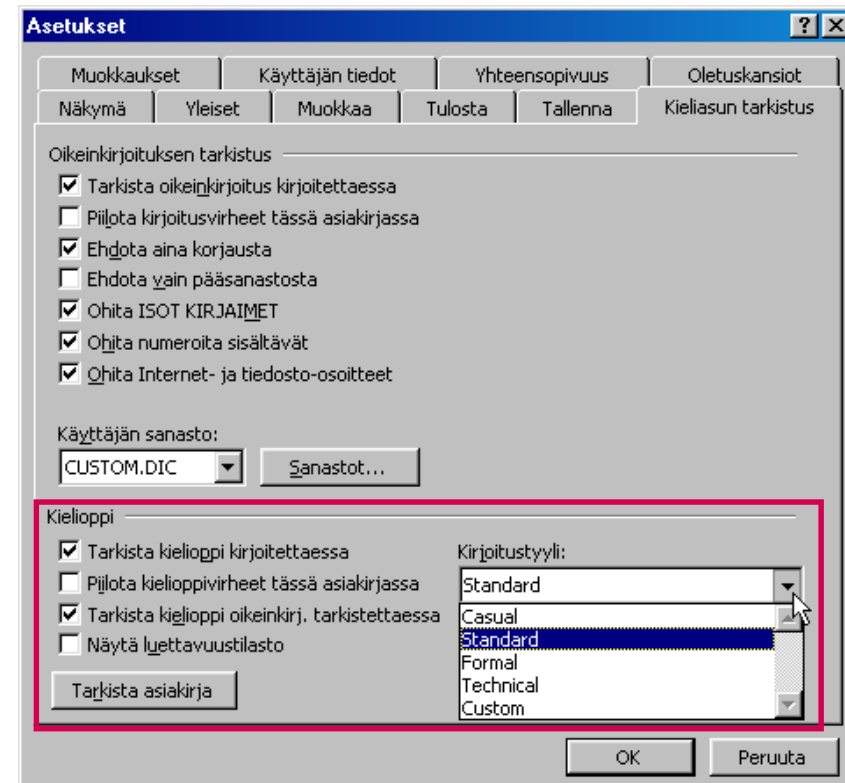 Asetukset
Muokkaukset Käyttäjän tiedot Yhteensopivuus Oletuskansiot
Näkymä Yleiset Muokkaa Tulosta Tallenna Kieliasun tarkistus
Oikeinkirjoituksen tarkistus
Tarkista oikeinkirjoitus kirjoitettaessa
Piilota kirjoitusvirheet tässä asiakirjassa
Ehdota aina korjausta
Ehdota vain pääsanastosta
Ohita ISOT KIRJAIMET
Ohita numeroita sisältävät
Ohita Internet- ja tiedosto-osoitteet
Käyttäjän sanasto:
CUSTOM.DIC Sanastot...
Kielioppi
Tarkista kielioppi kirjoitettaessa
Piilota kielioppivirheet tässä asiakirjassa
Tarkista kielioppi oikeinkirj. tarkistettaessa
Näytä luettavuustilasto
Tarkista asiakirja
Kirjoitustyyli:
Standard
Casual
Standard
Formal
Technical
Custom
OK Peruuta